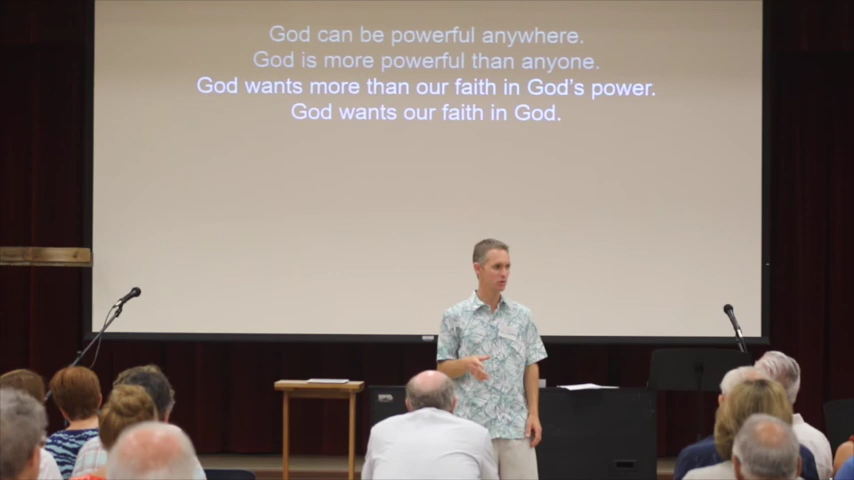 God can be powerful anywhere.
God is more powerful than anyone.
God wants more than our faith in God's power.
God wants our faith in God.